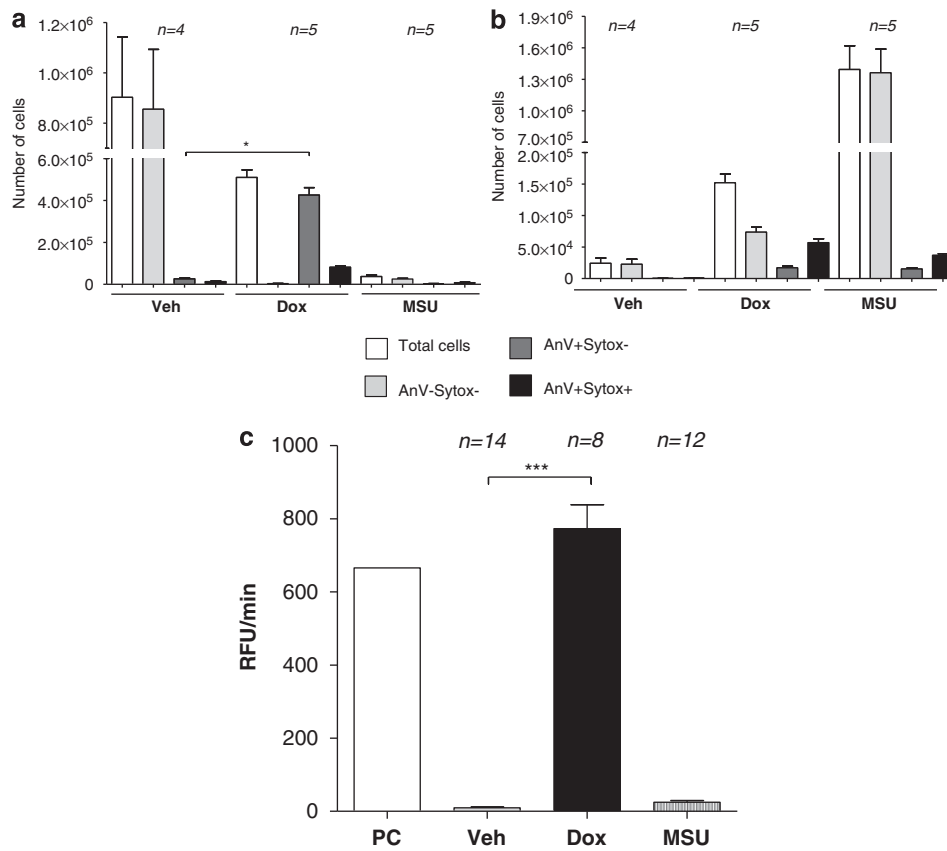 a
n=4 n=5 n=5
Number of cells
1.2×10⁶
1.0×10⁶
8.0×10⁵
6.0×10⁵
4.0×10⁵
2.0×10⁵
0
*
Veh Dox MSU
b
n=4 n=5 n=5
Number of cells
1.9×10⁶
1.6×10⁶
1.3×10⁶
1.0×10⁶
7.0×10⁵
2.0×10⁵
1.5×10⁵
5.0×10⁴
0
Veh Dox MSU
Total cells
AnV-Sytox-
AnV+Sytox-
AnV+Sytox+
c
n=14 n=8 n=12
***
RFU/min
1000
800
600
400
200
0
PC Veh Dox MSU